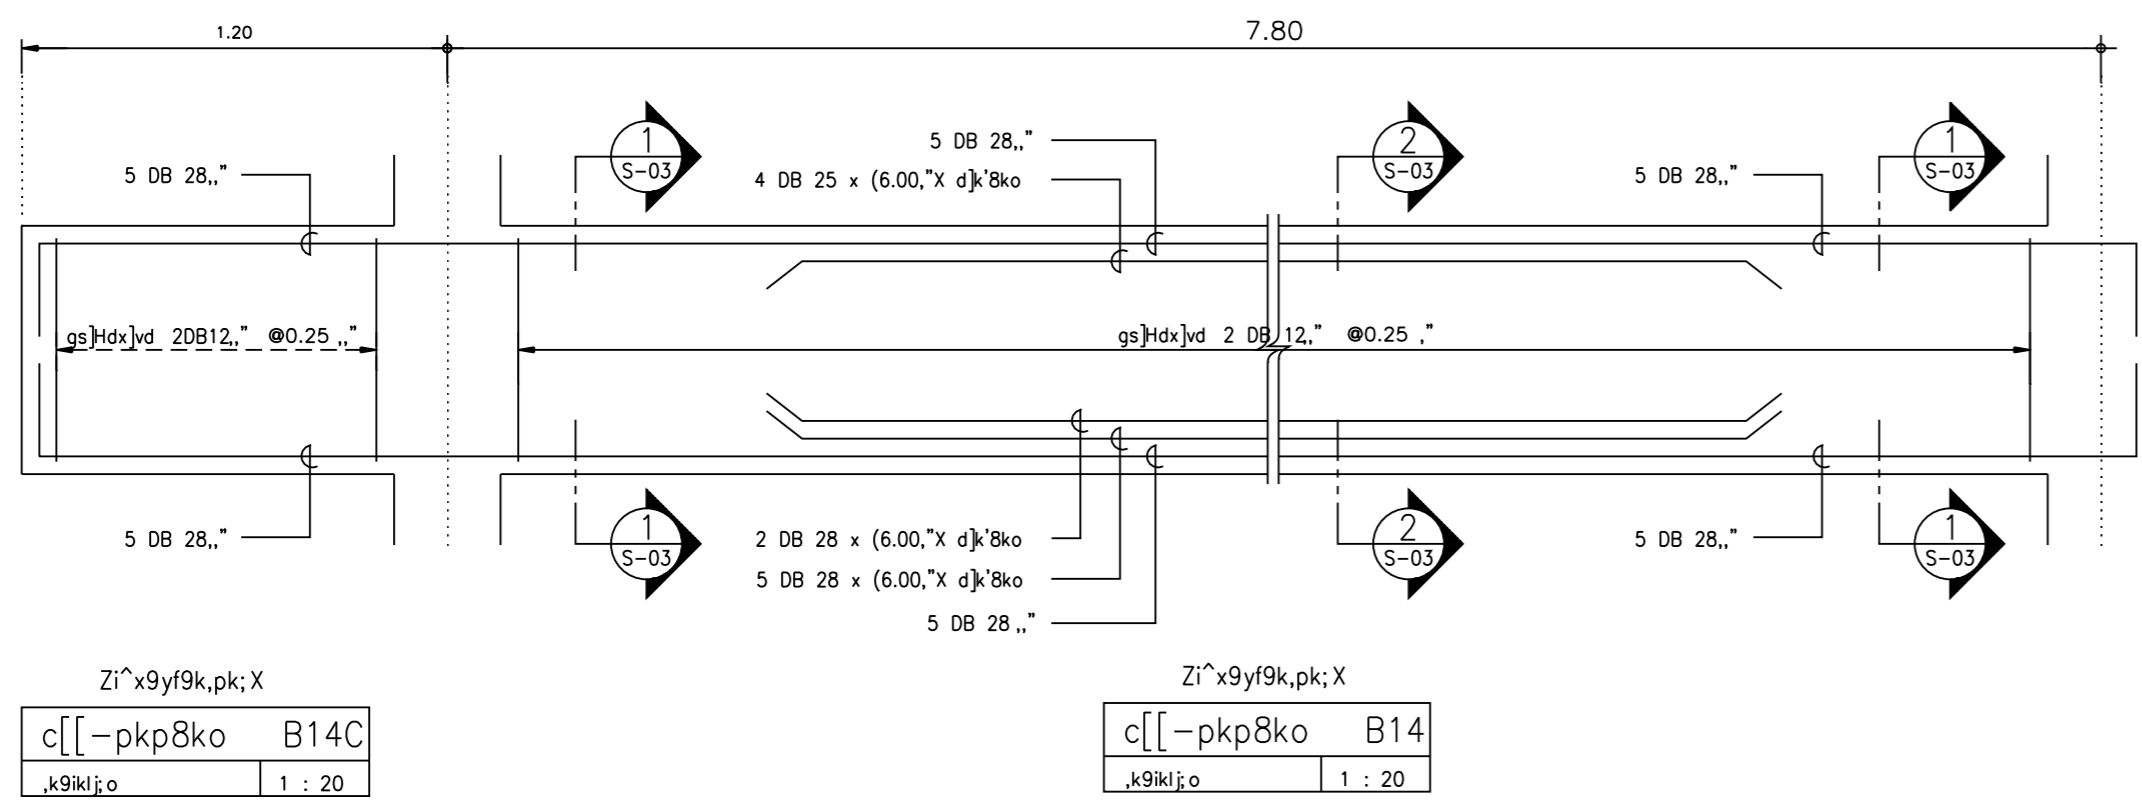 1.20
7.80
5 DB 28,,"
1
S-03
5 DB 28,,"
4 DB 25 x (6.00,"X d]k'8ko
2
S-03
5 DB 28,,"
1
S-03
gs]Hdx]vd 2DB12,," @0.25 ,,"
gs]Hdx]vd 2 DB 12,," @0.25 ,"
5 DB 28,,"
1
S-03
2 DB 28 x (6.00,"X d]k'8ko
5 DB 28 x (6.00,"X d]k'8ko
5 DB 28 ,,"
2
S-03
5 DB 28,,"
1
S-03
Zi^x9yf9k,pk;X
c[[-pkp8ko B14C
,k9iklj;o 1 : 20
Zi^x9yf9k,pk;X
c[[-pkp8ko B14
,k9iklj;o 1 : 20